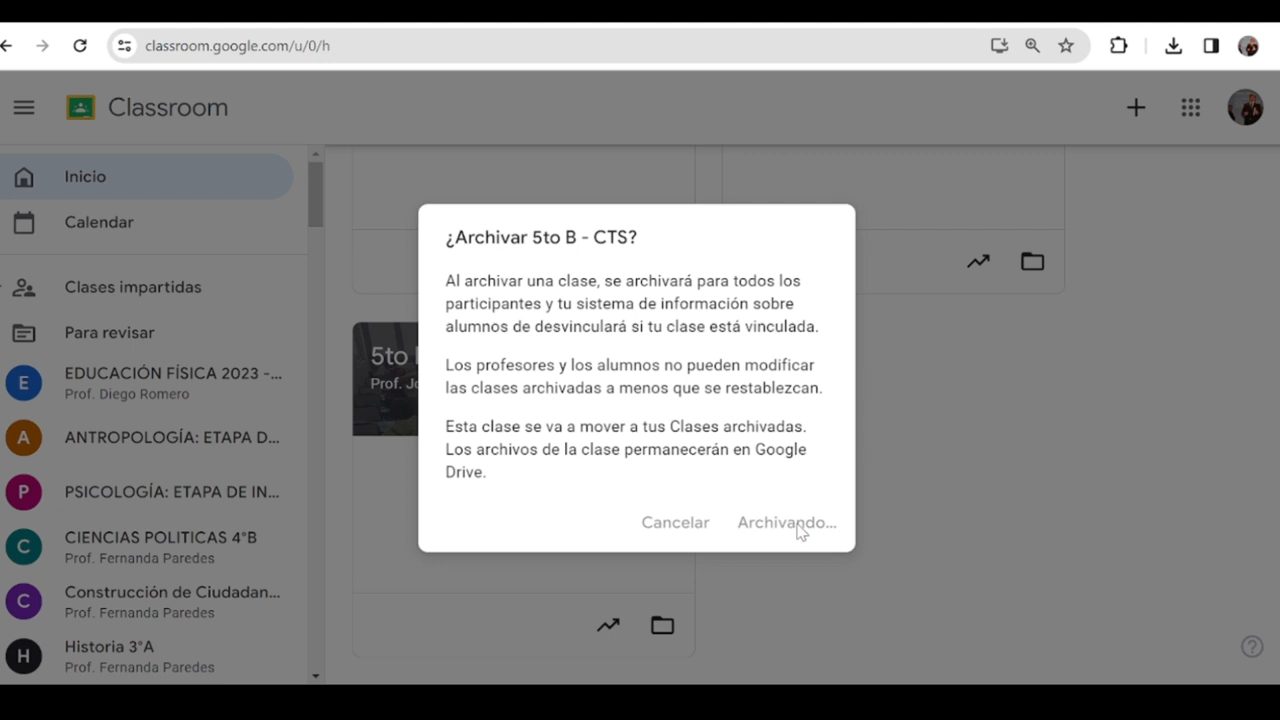 classroom.google.com/u/0/h
Classroom
Inicio
Calendar
Clases impartidas
Para revisar
E
EDUCACIÓN FÍSICA 2023 -...
Prof. Diego Romero
A
ANTROPOLOGÍA: ETAPA D...
P
PSICOLOGÍA: ETAPA DE IN...
C
CIENCIAS POLITICAS 4°B
Prof. Fernanda Paredes
C
Construcción de Ciudadan...
Prof. Fernanda Paredes
H
Historia 3°A
Prof. Fernanda Paredes
5to
Prof. Jo
¿Archivar 5to B - CTS?
Al archivar una clase, se archivará para todos los
participantes y tu sistema de información sobre
alumnos de desvinculará si tu clase está vinculada.
Los profesores y los alumnos no pueden modificar
las clases archivadas a menos que se restablezcan.
Esta clase se va a mover a tus Clases archivadas.
Los archivos de la clase permanecerán en Google
Drive.
Cancelar
Archivando...